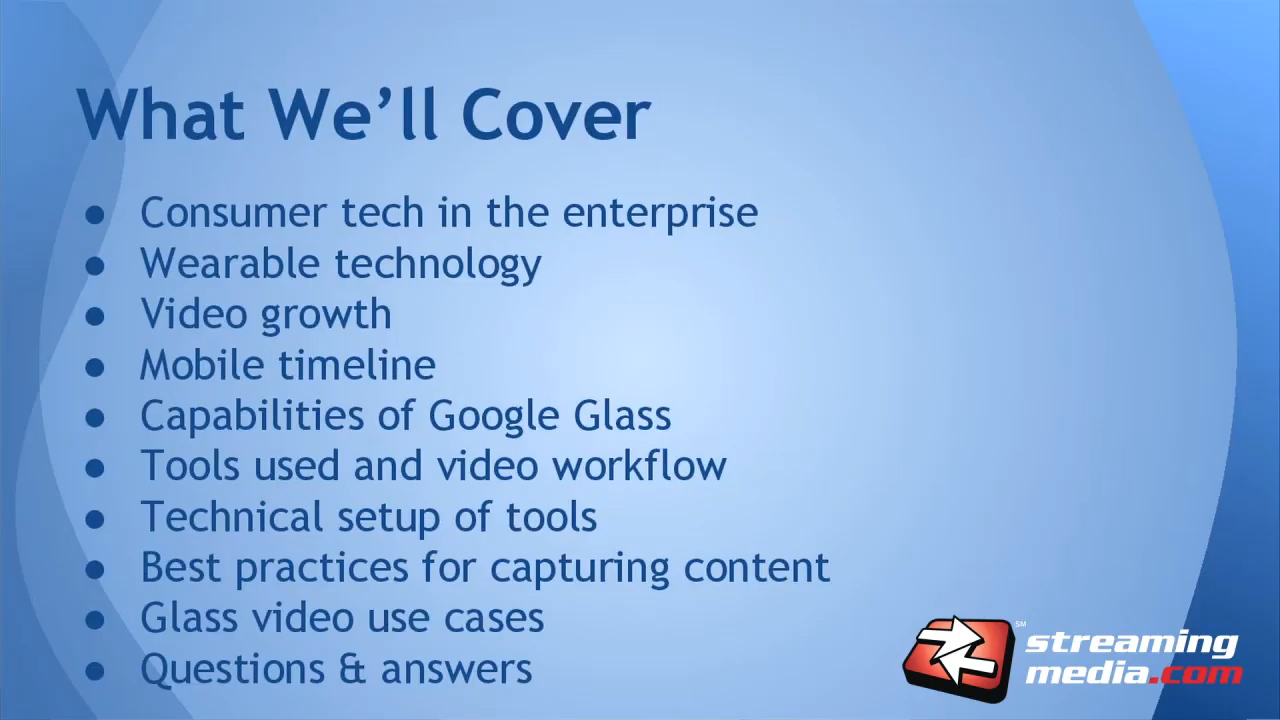 What We’ll Cover
● Consumer tech in the enterprise
● Wearable technology
● Video growth
● Mobile timeline
● Capabilities of Google Glass
● Tools used and video workflow
● Technical setup of tools
● Best practices for capturing content
● Glass video use cases
● Questions & answers
SM
streaming
media.com